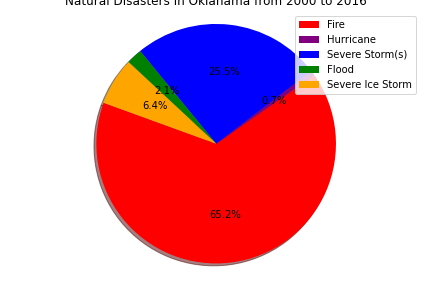 Natural Disasters in Oklahama from 2000 to 2016
Fire
Hurricane
Severe Storm(s)
Flood
Severe Ice Storm
25.5%
0.7%
2.1%
6.4%
65.2%